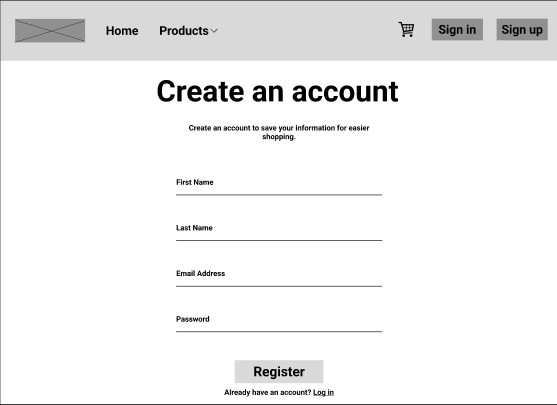 Home Products Sign in Sign up
Create an account
Create an account to save your information for easier
shopping.
First Name
Last Name
Email Address
Password
Register
Already have an account? Log in